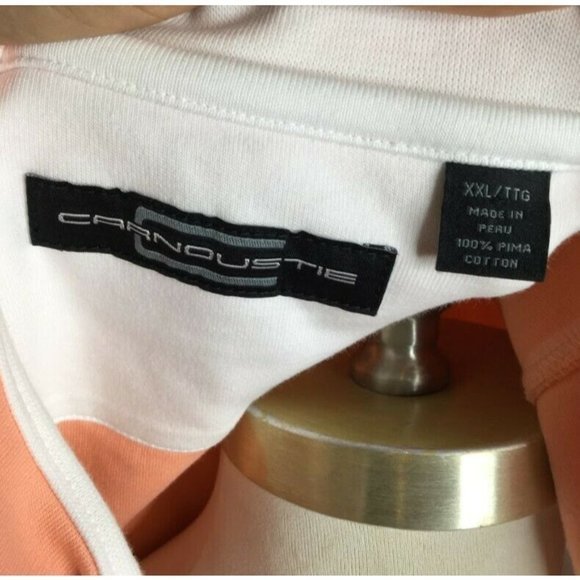 CARNOUSTIE
XXL/TTG
MADE IN
PERU
100% PIMA
COTTON